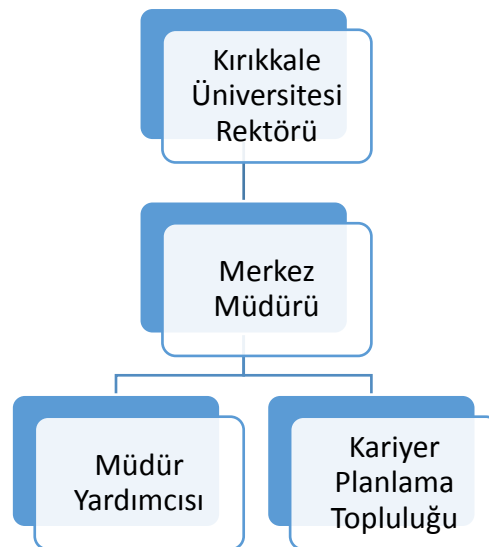 Kırıkkale
Üniversitesi
Rektörü
Merkez
Müdürü
Müdür
Yardımcısı
Kariyer
Planlama
Topluluğu